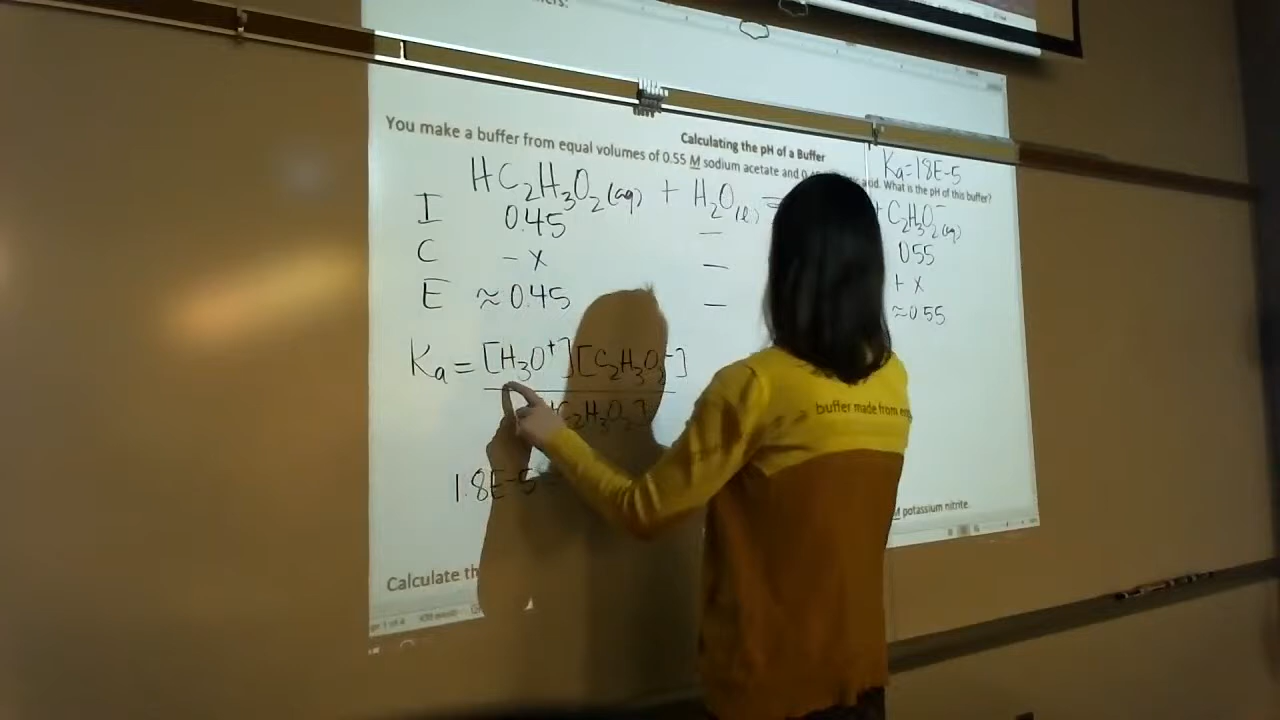 Calculating the pH of a Buffer
You make a buffer from equal volumes of 0.55 M sodium acetate and acid. What is the pH of this buffer?
Ka=1.8E-5
HC2H3O2(aq) + H2O(l) ⇌ + C2H3O2-(aq)
I 0.45 — 0.55
C -x — + x
E ≈0.45 — ≈0.55
Ka = [H3O+][C2H3O2-]
C2H3O2]
1.8E-5 =
buffer made from
M potassium nitrite.
Calculate th